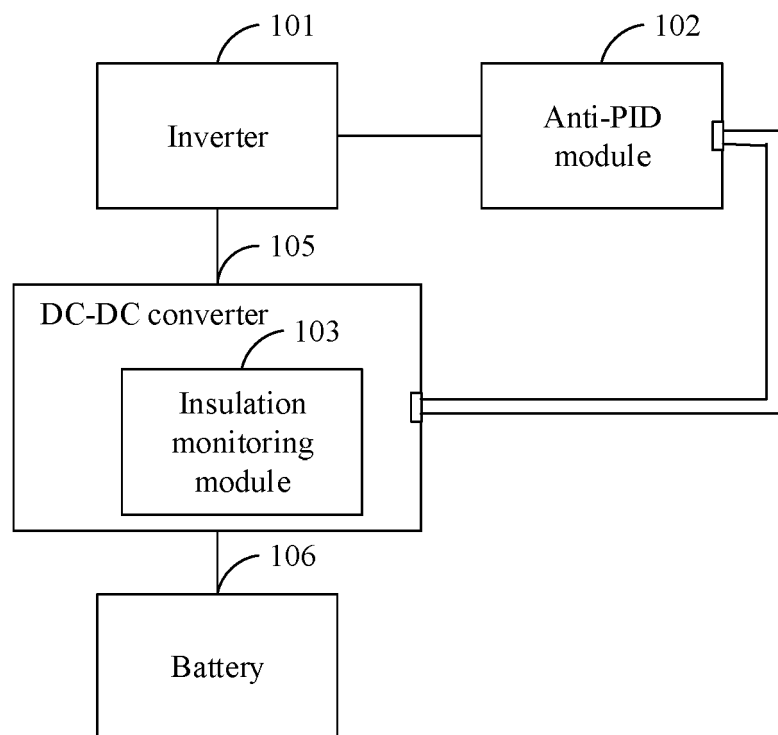 101
102
Inverter
Anti-PID
module
105
DC-DC converter
103
Insulation
monitoring
module
106
Battery